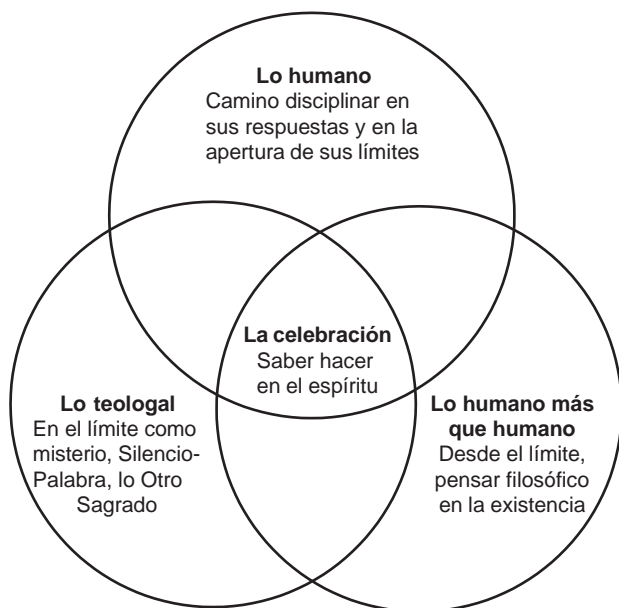 Lo humano
Camino disciplinar en
sus respuestas y en la
apertura de sus límites
La celebración
Saber hacer
en el espíritu
Lo teologal
En el límite como
misterio, Silencio-
Palabra, lo Otro
Sagrado
Lo humano más
que humano
Desde el límite,
pensar filosófico
en la existencia